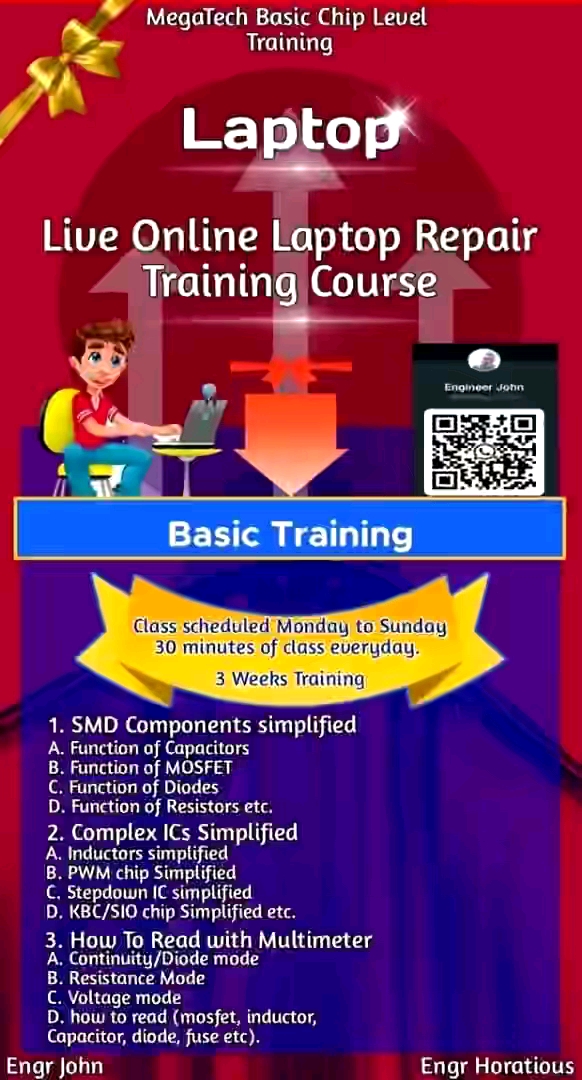 MegaTech Basic Chip Level
Training
Laptop
Live Online Laptop Repair
Training Course
Engineer John
Basic Training
Class scheduled Monday to Sunday
30 minutes of class everyday.
3 Weeks Training
1. SMD Components simplified
A. Function of Capacitors
B. Function of MOSFET
C. Function of Diodes
D. Function of Resistors etc.
2. Complex ICs Simplified
A. Inductors simplified
B. PWM chip Simplified
C. Stepdown IC simplified
D. KBC/SIO chip Simplified etc.
3. How To Read with Multimeter
A. Continuity/Diode mode
B. Resistance Mode
C. Voltage mode
D. how to read (mosfet, inductor,
Capacitor, diode, fuse etc).
Engr John
Engr Horatious